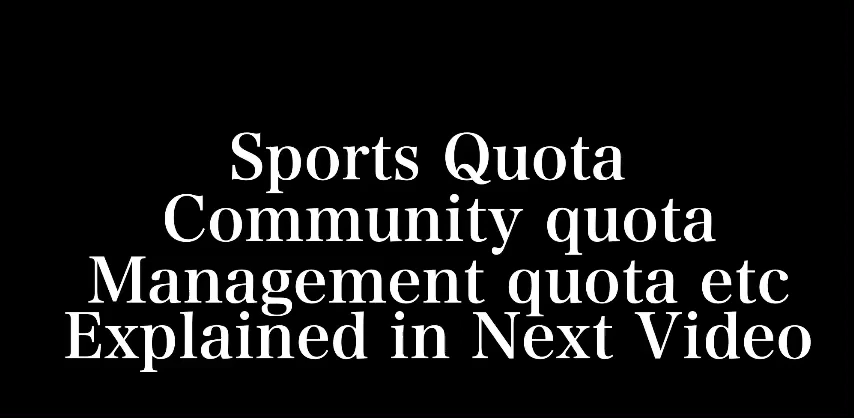 Sports Quota
Community quota
Management quota etc
Explained in Next Video